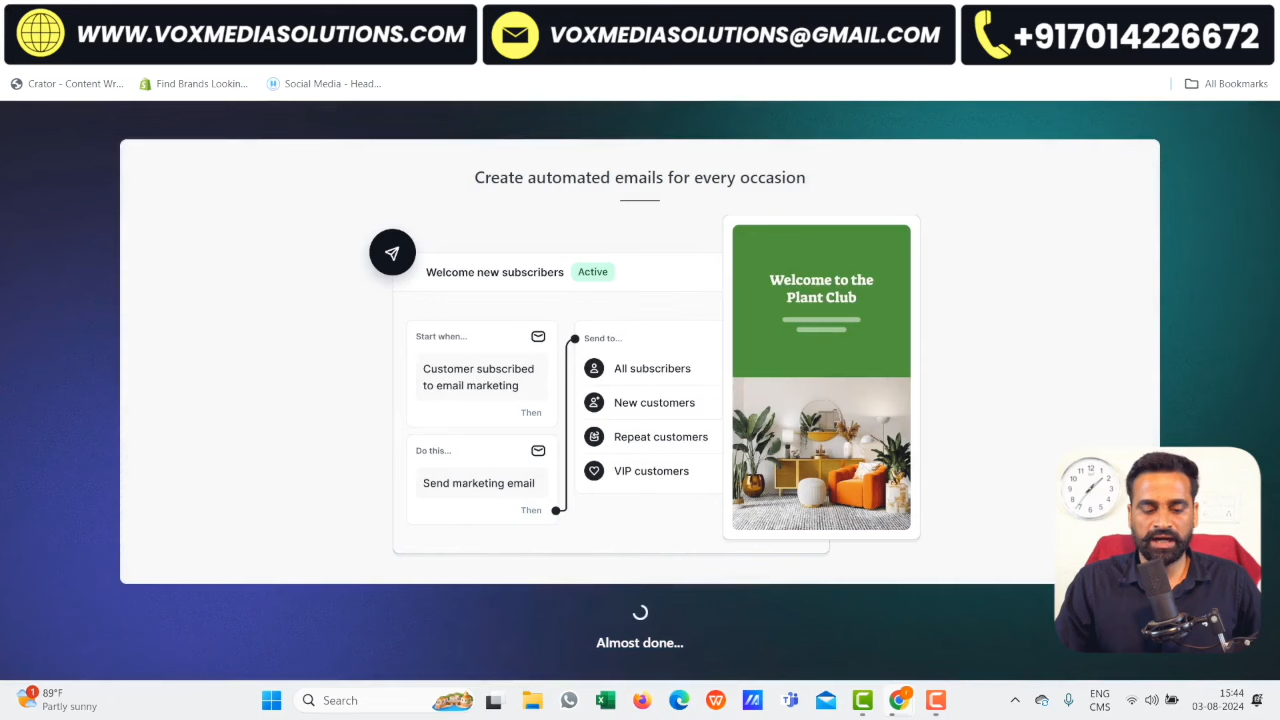 WWW.VOXMEDIASOLUTIONS.COM
VOXMEDIASOLUTIONS@GMAIL.COM
+917014226672
Crator - Content Wr...
Find Brands Lookin...
Social Media - Head...
All Bookmarks
Create automated emails for every occasion
Welcome new subscribers
Active
Start when...
Customer subscribed
to email marketing
Then
Do this...
Send marketing email
Then
Send to...
All subscribers
New customers
Repeat customers
VIP customers
Welcome to the
Plant Club
Almost done...
1
89°F
Partly sunny
Search
ENG
CMS
15:44
03-08-2024